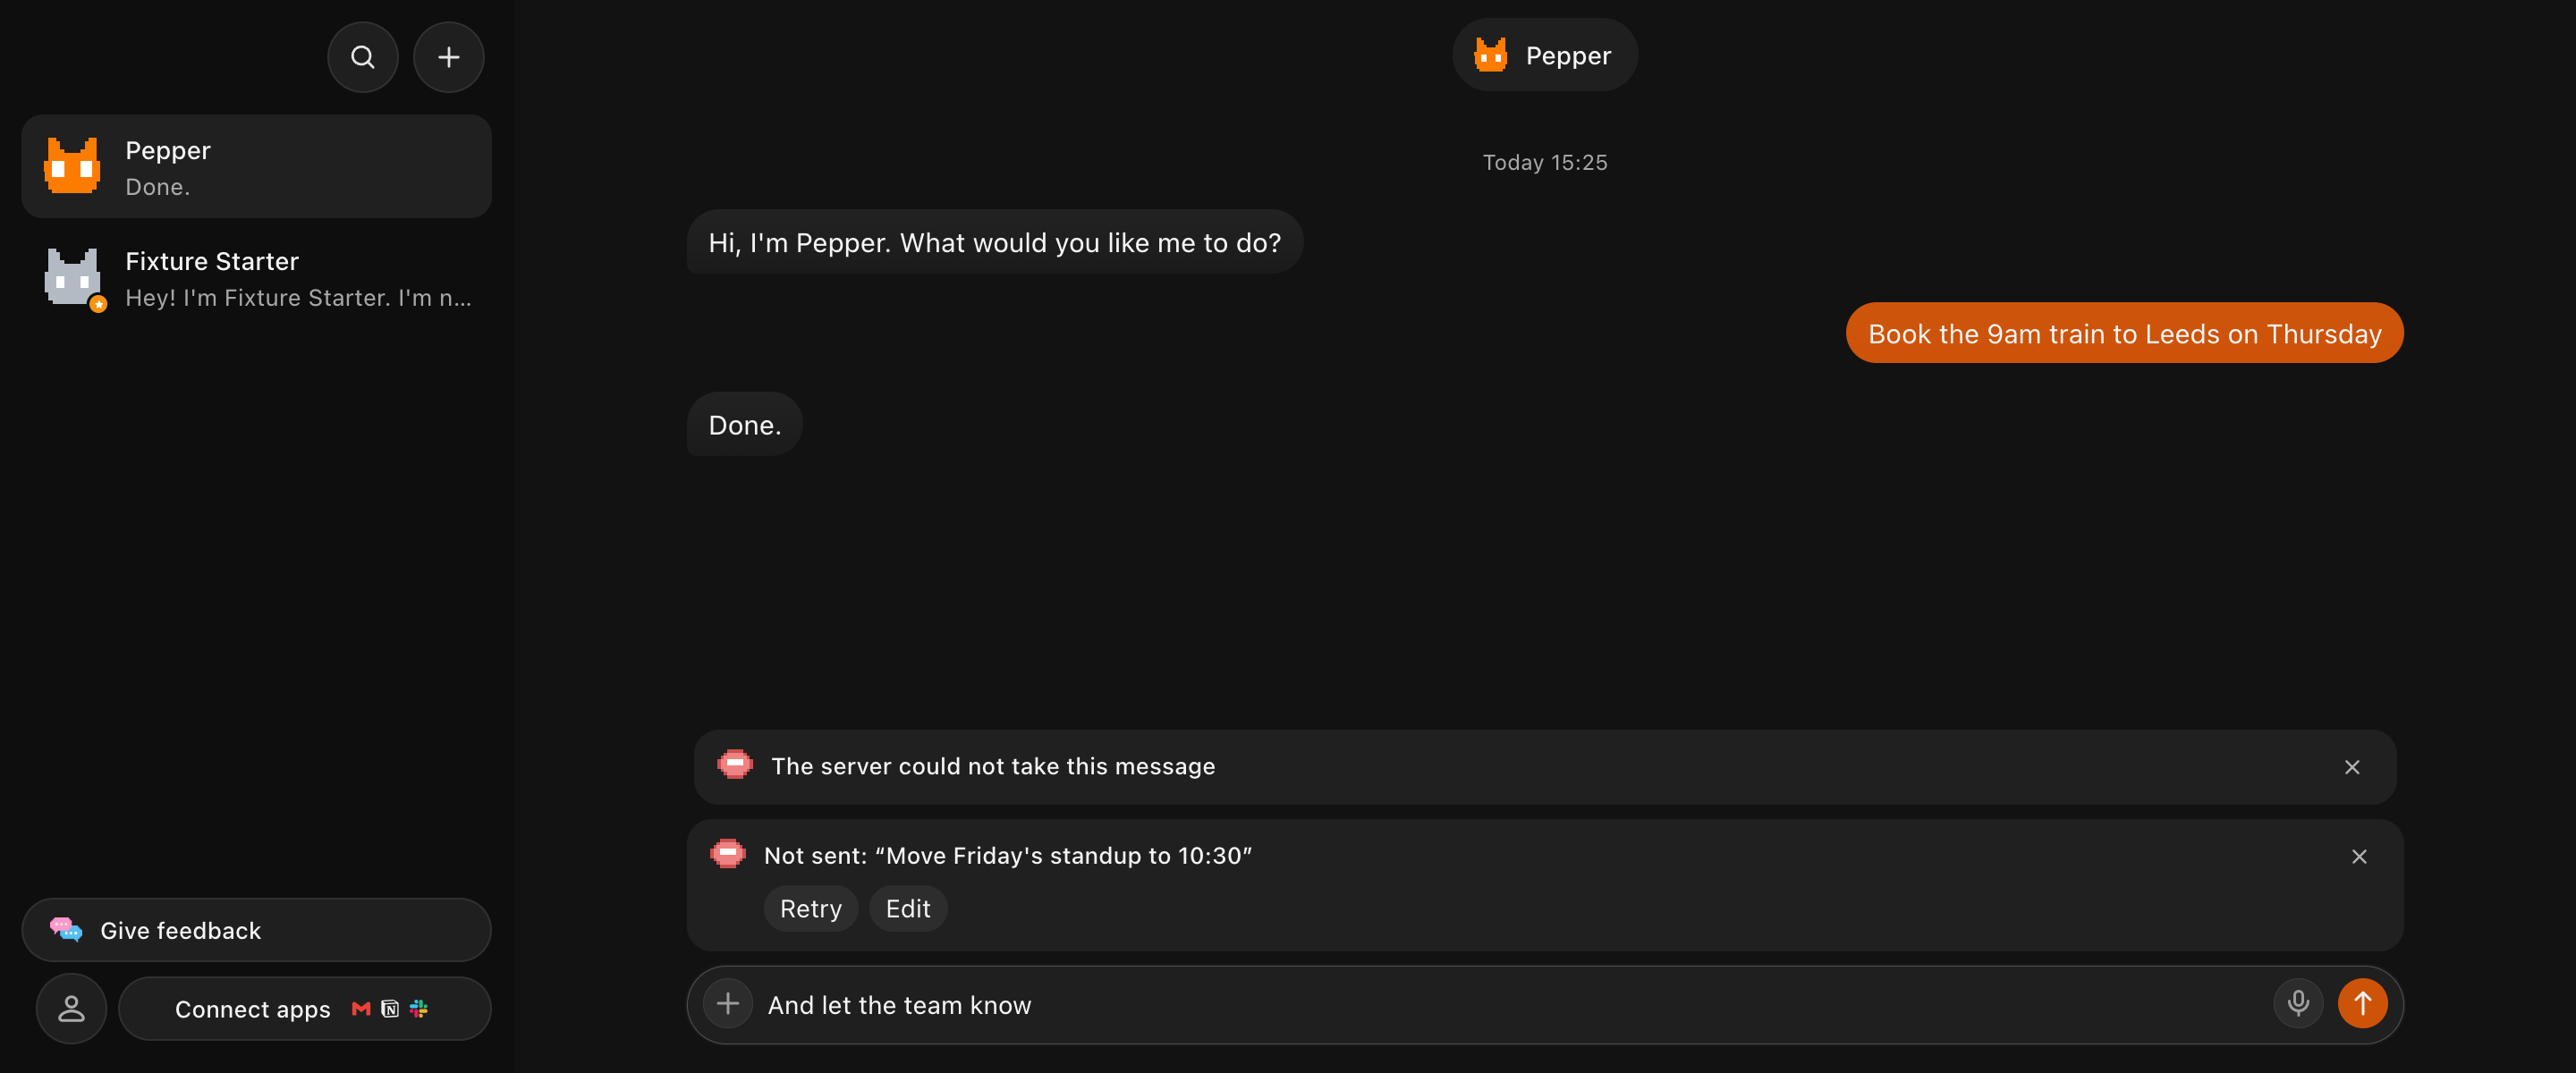 Pepper
Done.
Fixture Starter
Hey! I'm Fixture Starter. I'm n...
Give feedback
Connect apps
Pepper
Today 15:25
Hi, I'm Pepper. What would you like me to do?
Book the 9am train to Leeds on Thursday
Done.
The server could not take this message
Not sent: “Move Friday's standup to 10:30”
Retry Edit
And let the team know